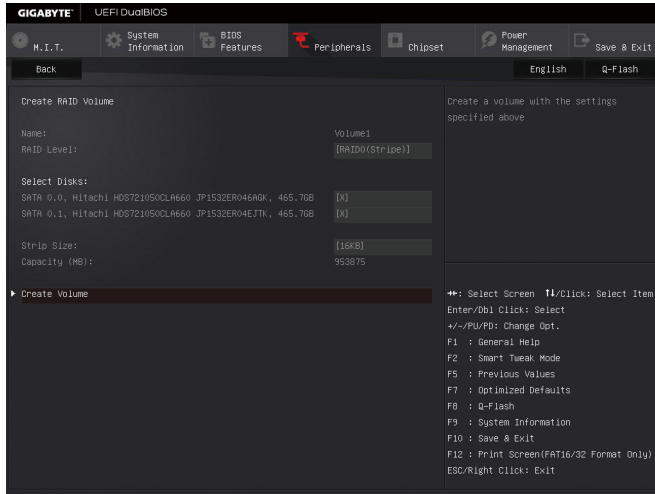 GIGABYTE™ UEFI DualBIOS
M.I.T. System Information BIOS Features Peripherals Chipset Power Management Save & Exit
Back English Q-Flash
Create RAID Volume
Name: Volume1
RAID Level: [RAID0(Stripe)]
Select Disks:
SATA 0.0, Hitachi HDS721050CLA660 JP1532ER046AGK, 465.7GB [X]
SATA 0.1, Hitachi HDS721050CLA660 JP1532ER04EJTK, 465.7GB [X]
Strip Size: [16KB]
Capacity (MB): 953875
Create Volume
Create a volume with the settings
specified above
→←: Select Screen ↑↓/Click: Select Item
Enter/Dbl Click: Select
+/-/PU/PD: Change Opt.
F1 : General Help
F2 : Smart Tweak Mode
F5 : Previous Values
F7 : Optimized Defaults
F8 : Q-Flash
F9 : System Information
F10 : Save & Exit
F12 : Print Screen(FAT16/32 Format Only)
ESC/Right Click: Exit